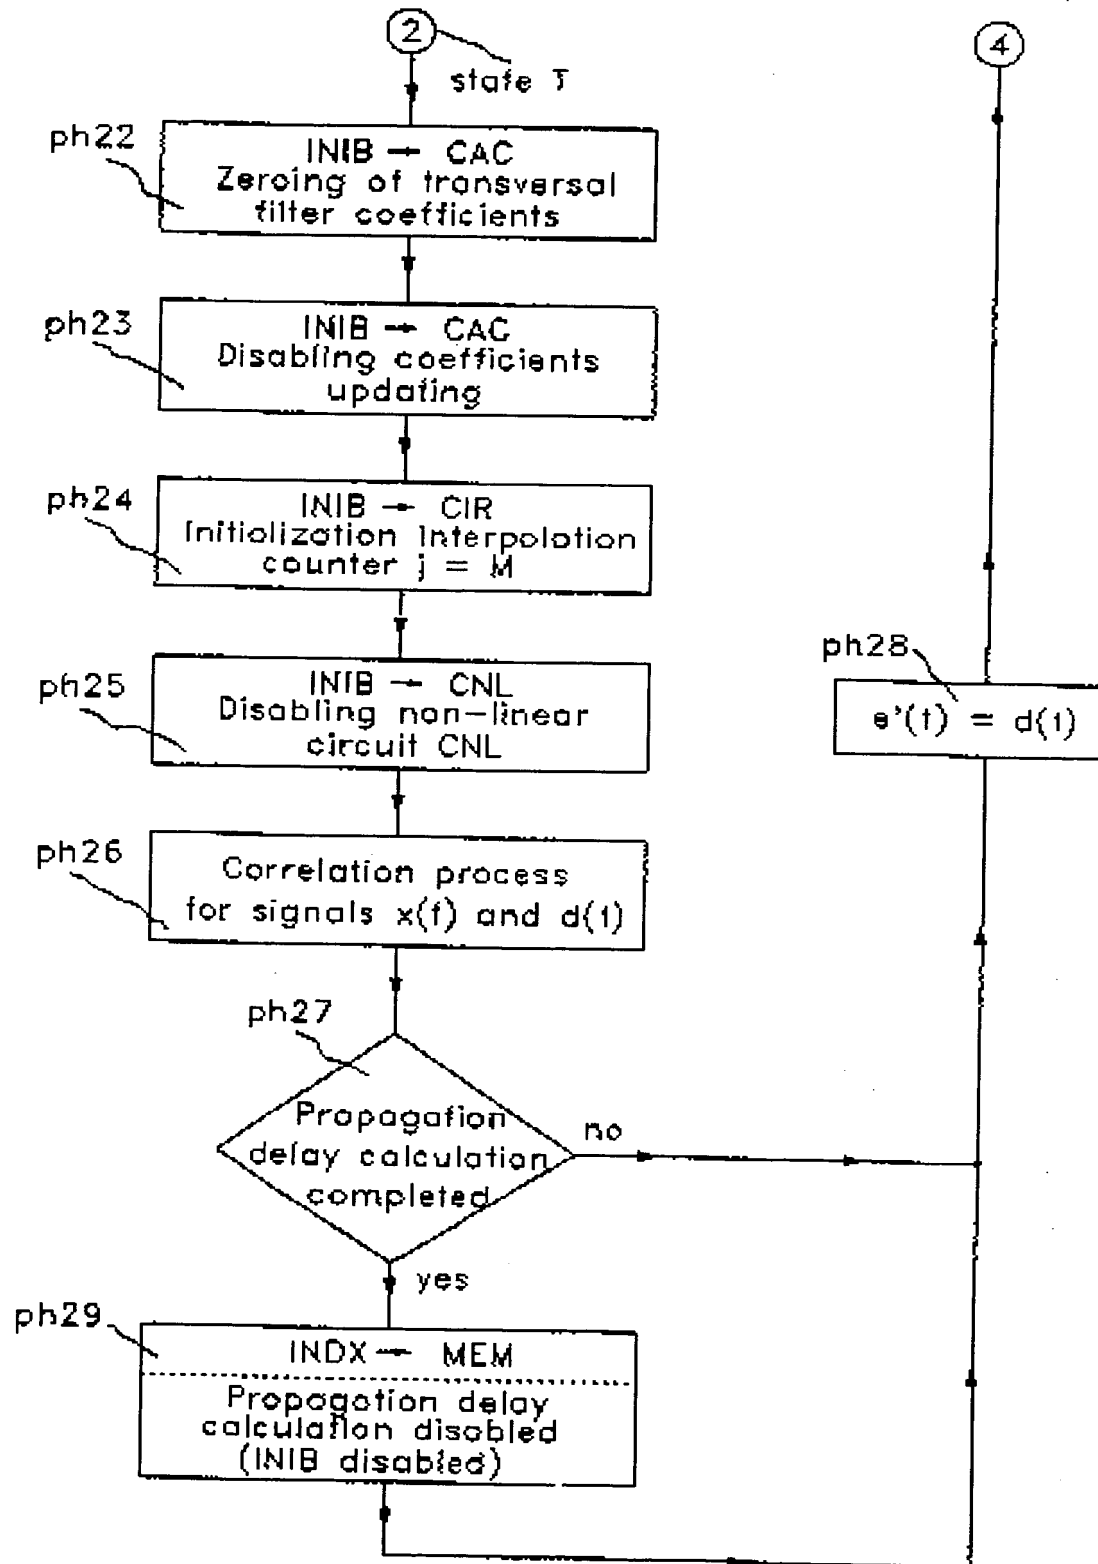 2
4
state T
ph22
INIB → CAC
Zeroing of transversal
filter coefficients
ph23
INIB → CAC
Disabling coefficients
updating
ph24
INIB → CIR
Initialization interpolation
counter j = M
ph25
INIB → CNL
Disabling non-linear
circuit CNL
ph28
e'(t) = d(t)
ph26
Correlation process
for signals x(t) and d(t)
ph27
Propagation
delay calculation
completed
no
yes
ph29
INDX → MEM
Propagation delay
calculation disabled
(INIB disabled)